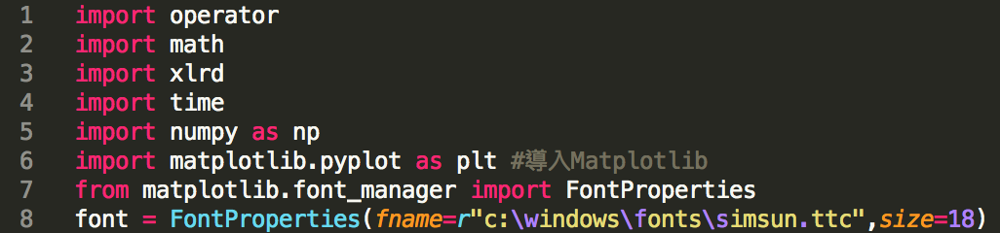 1 import operator
2 import math
3 import xlrd
4 import time
5 import numpy as np
6 import matplotlib.pyplot as plt #導入Matplotlib
7 from matplotlib.font_manager import FontProperties
8 font = FontProperties(fname=r"c:\windows\fonts\simsun.ttc",size=18)